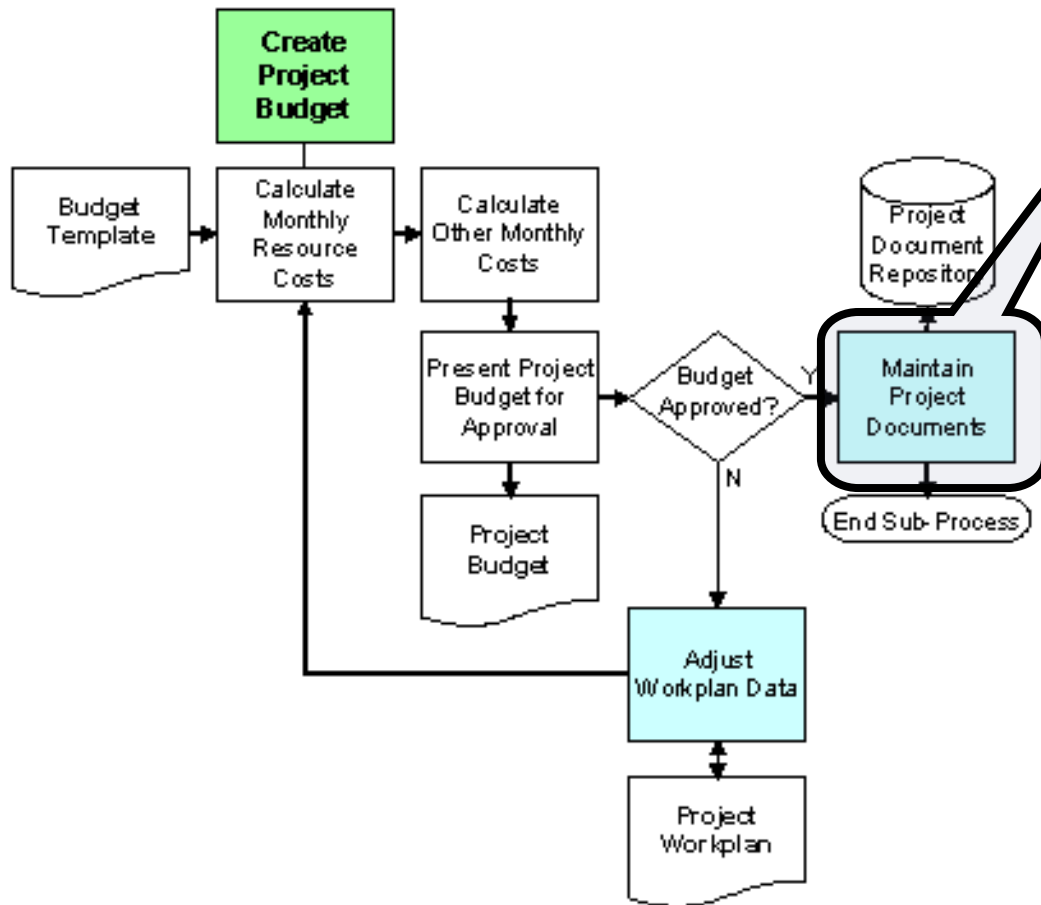 Create
Project
Budget
Budget
Template
Calculate
Monthly
Resource
Costs
Calculate
Other Monthly
Costs
Project
Document
Repository
Present Project
Budget for
Approval
Budget
Approved?
Y
Maintain
Project
Documents
N
End Sub-Process
Project
Budget
Adjust
Workplan Data
Project
Workplan